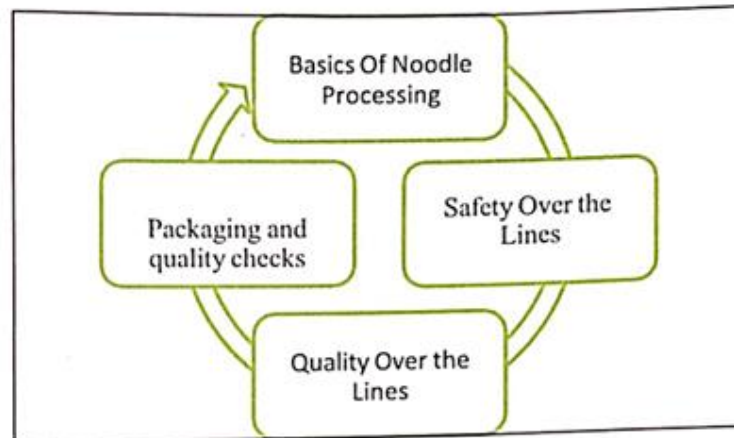 Basics Of Noodle
Processing
Safety Over the
Lines
Quality Over the
Lines
Packaging and
quality checks